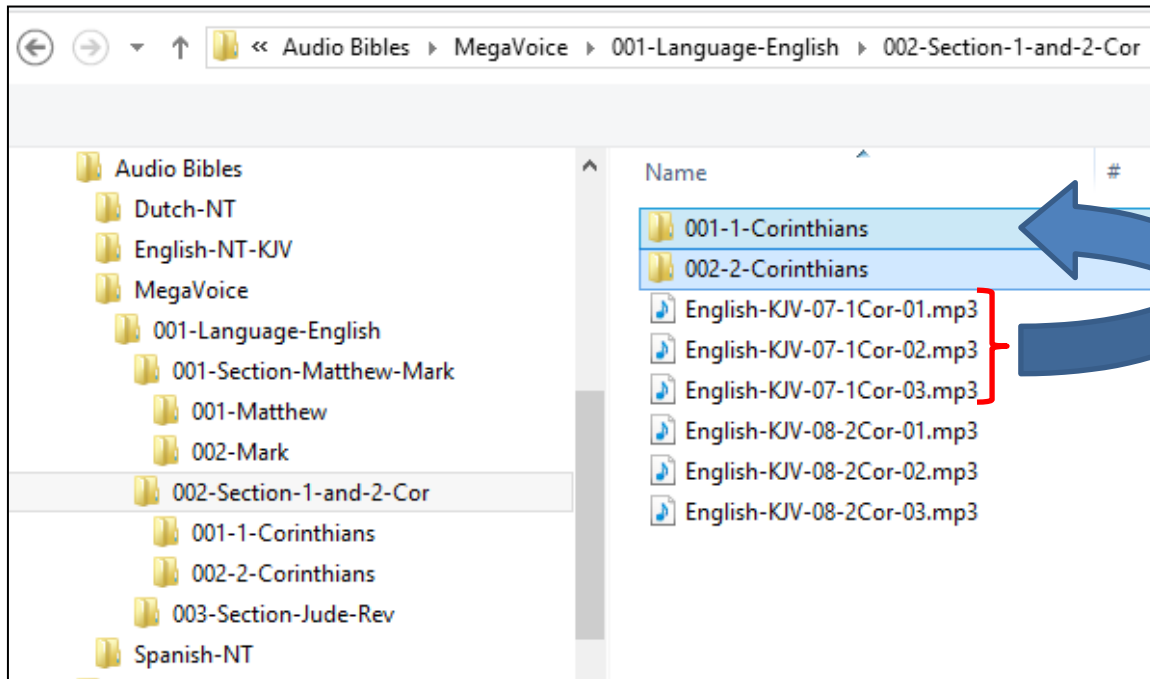 « Audio Bibles ▸ MegaVoice ▸ 001-Language-English ▸ 002-Section-1-and-2-Cor
Audio Bibles
Dutch-NT
English-NT-KJV
MegaVoice
001-Language-English
001-Section-Matthew-Mark
001-Matthew
002-Mark
002-Section-1-and-2-Cor
001-1-Corinthians
002-2-Corinthians
003-Section-Jude-Rev
Spanish-NT
Name #
001-1-Corinthians
002-2-Corinthians
English-KJV-07-1Cor-01.mp3
English-KJV-07-1Cor-02.mp3
English-KJV-07-1Cor-03.mp3
English-KJV-08-2Cor-01.mp3
English-KJV-08-2Cor-02.mp3
English-KJV-08-2Cor-03.mp3